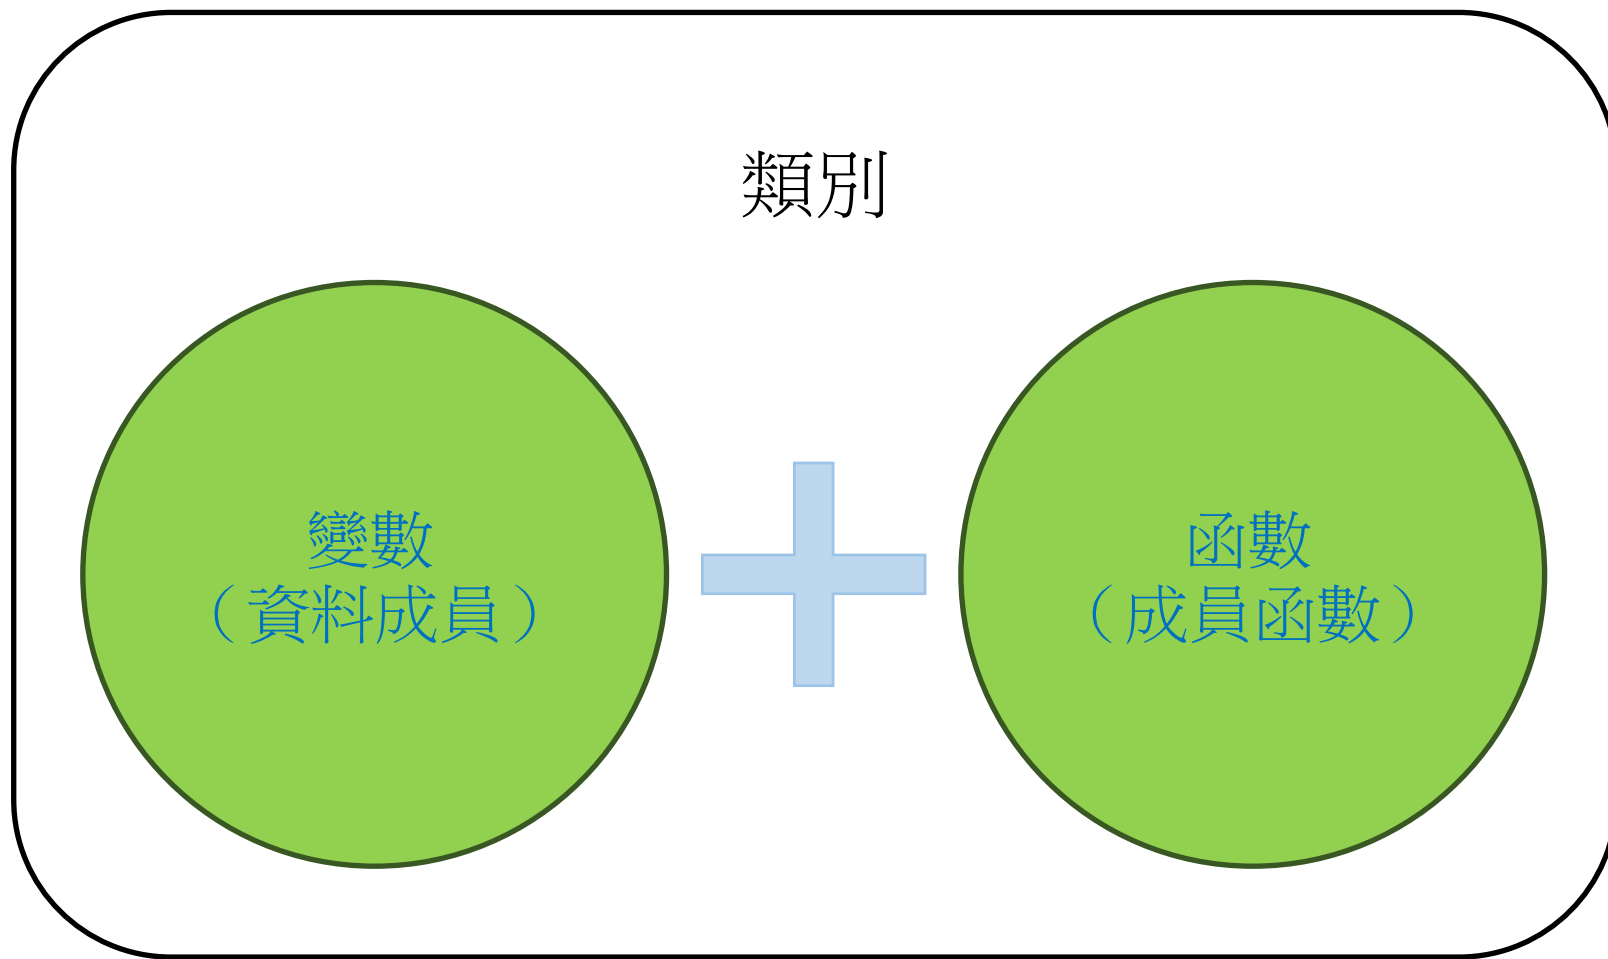 類別
變數
（資料成員）
函數
（成員函數）